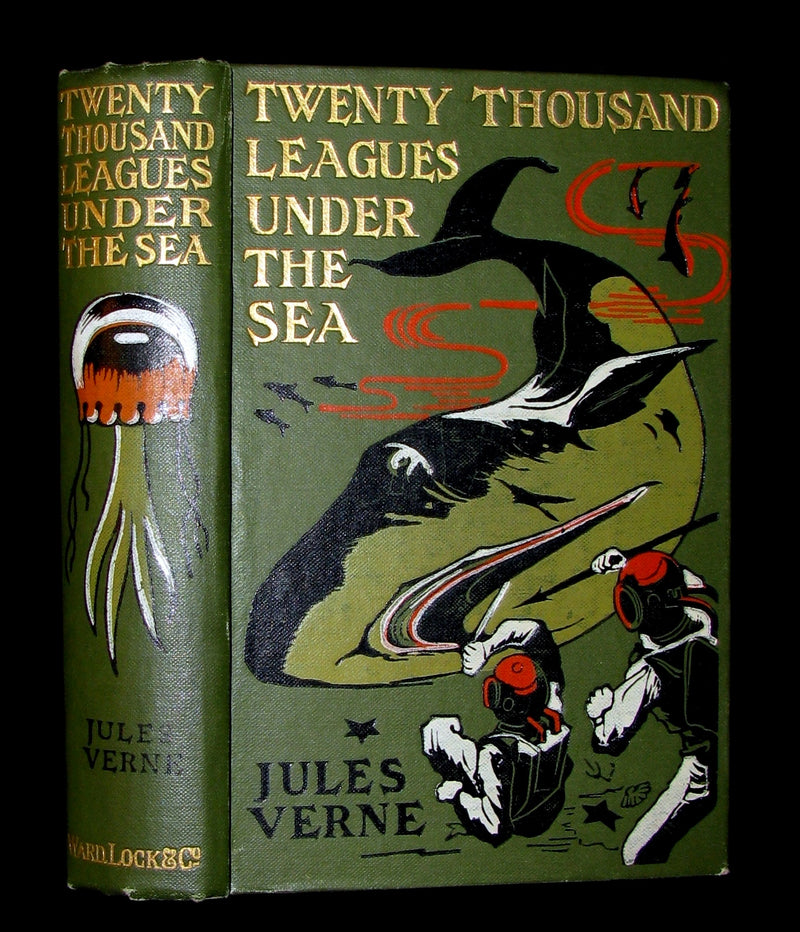 TWENTY
THOUSAND
LEAGUES
UNDER
THE SEA
JULES
VERNE
WARD, LOCK & Co
TWENTY THOUSAND
LEAGUES
UNDER
THE
SEA
JULES
VERNE